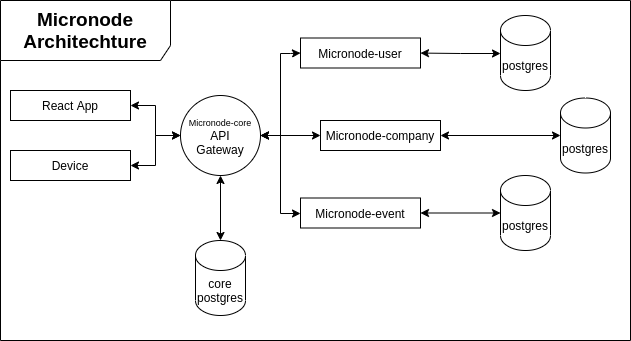 Micronode
Architechture
React App
Device
Micronode-core
API
Gateway
core
postgres
Micronode-user
postgres
Micronode-company
postgres
Micronode-event
postgres